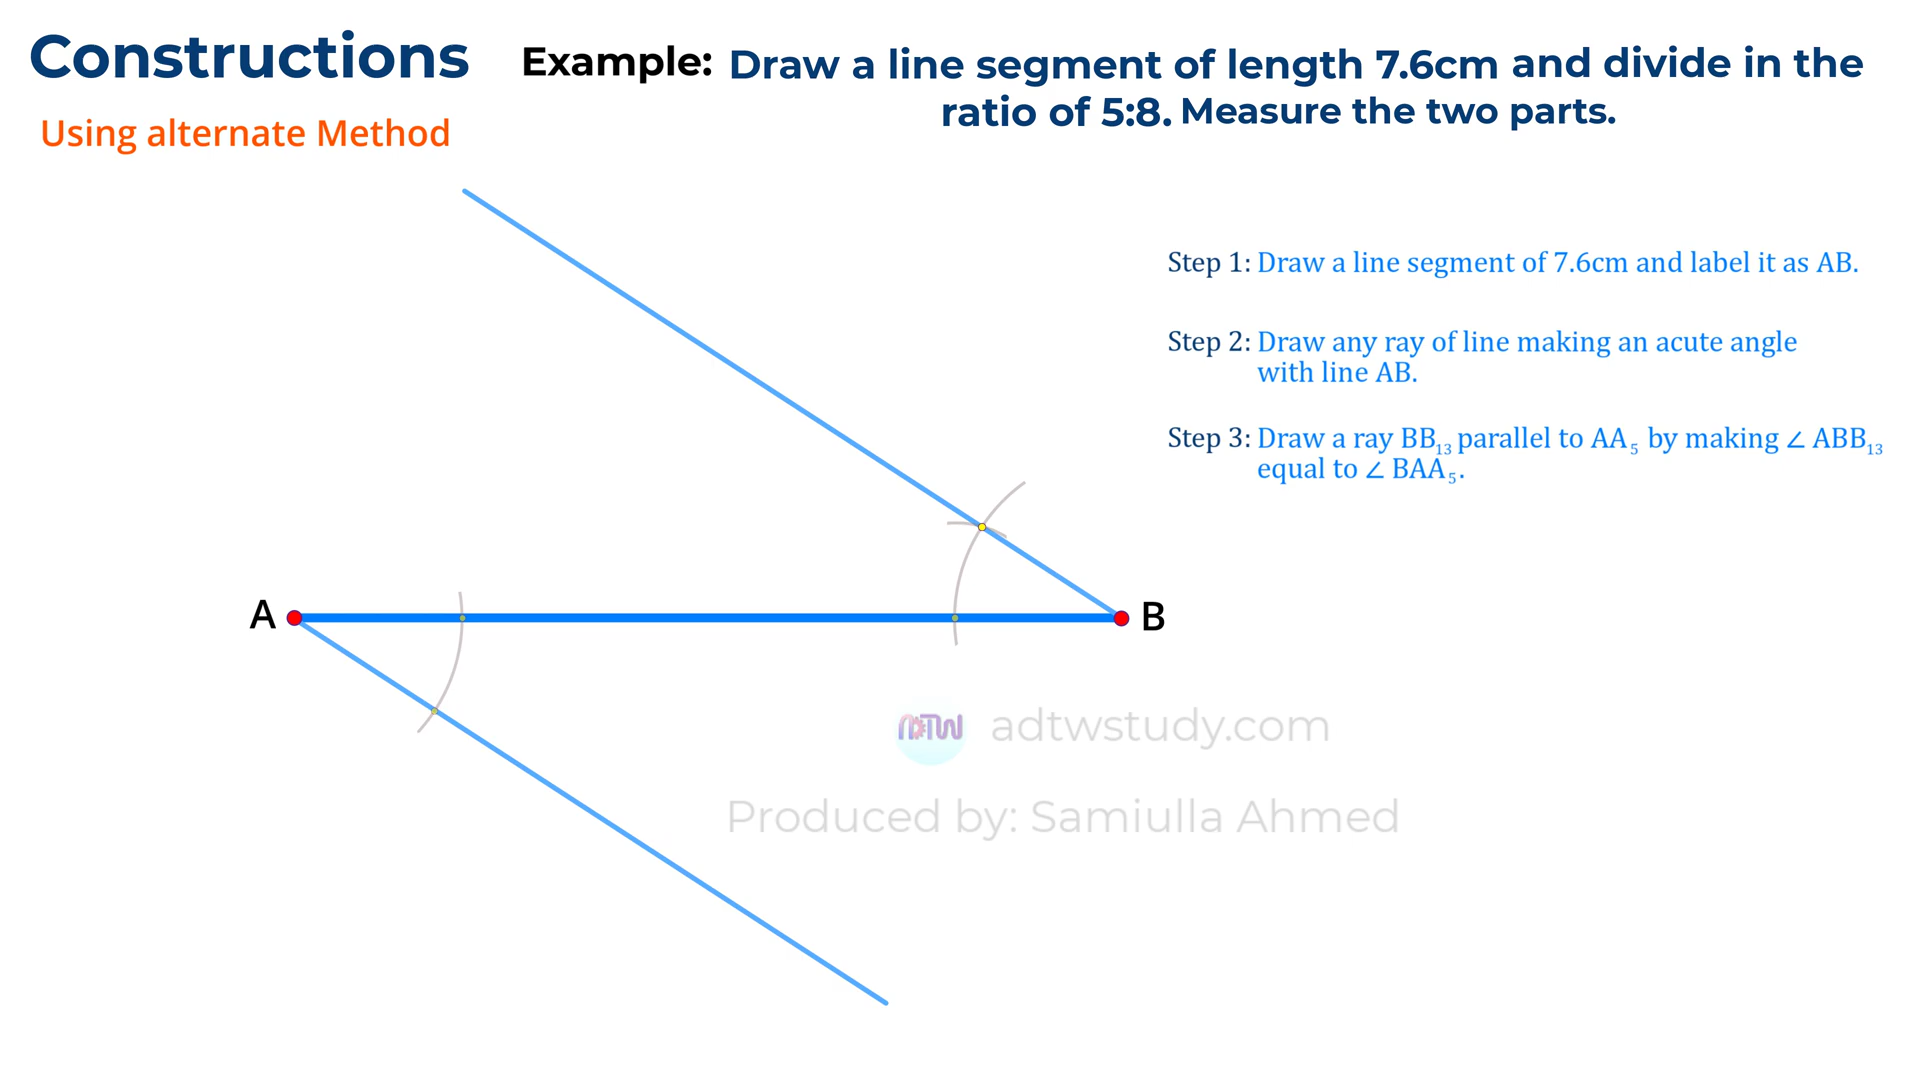 Constructions
Using alternate Method
Example: Draw a line segment of length 7.6cm and divide in the
ratio of 5:8. Measure the two parts.
Step 1: Draw a line segment of 7.6cm and label it as AB.
Step 2: Draw any ray of line making an acute angle
with line AB.
Step 3: Draw a ray BB₁₃ parallel to AA₅ by making ∠ ABB₁₃
equal to ∠ BAA₅.
A
B
ADTW adtwstudy.com
Produced by: Samiulla Ahmed